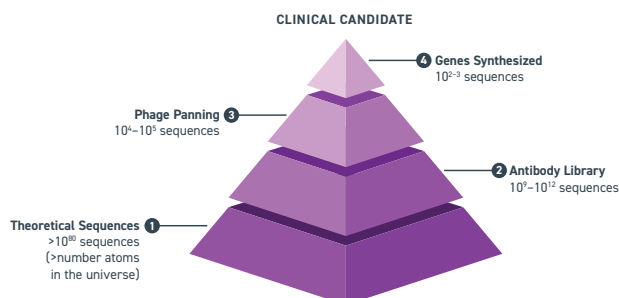 CLINICAL CANDIDATE
4 Genes Synthesized
10²⁻³ sequences
Phage Panning 3
10⁴–10⁵ sequences
2 Antibody Library
10⁹–10¹² sequences
Theoretical Sequences 1
>10⁸⁰ sequences
(>number atoms
in the universe)